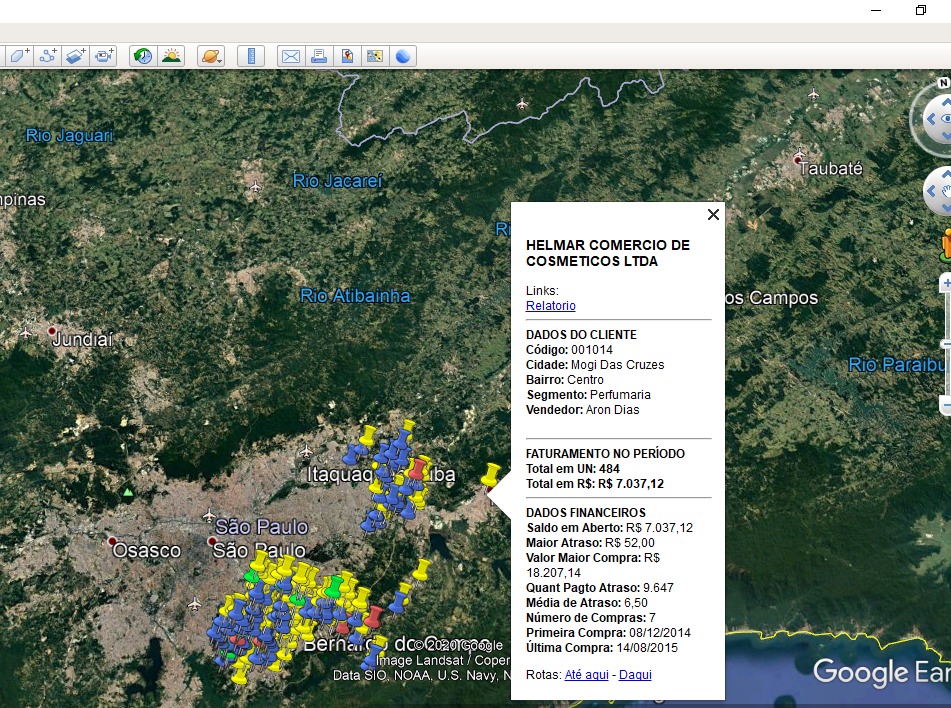 N
Rio Jaguari
Taubaté
Rio Jacareí
HELMAR COMERCIO DE
COSMETICOS LTDA
Links:
Relatorio
Rio Atibainha
os Campos
DADOS DO CLIENTE
Código: 001014
Cidade: Mogi Das Cruzes
Bairro: Centro
Segmento: Perfumaria
Vendedor: Aron Dias
Jundiaí
Rio Paraibu
FATURAMENTO NO PERÍODO
Total em UN: 484
Total em R$: R$ 7.037,12
DADOS FINANCEIROS
Saldo em Aberto: R$ 7.037,12
Maior Atraso: R$ 52,00
Valor Maior Compra: R$
18.207,14
Quant Pagto Atraso: 9.647
Média de Atraso: 6,50
Número de Compras: 7
Primeira Compra: 08/12/2014
Última Compra: 14/08/2015
Rotas: Até aqui - Daqui
Itaquaq
ba
São Paulo
São Paulo
Osasco
Bernardo do Campo
© 2020 Google
Image Landsat / Coper
Data SIO, NOAA, U.S. Navy, N
Google Ear